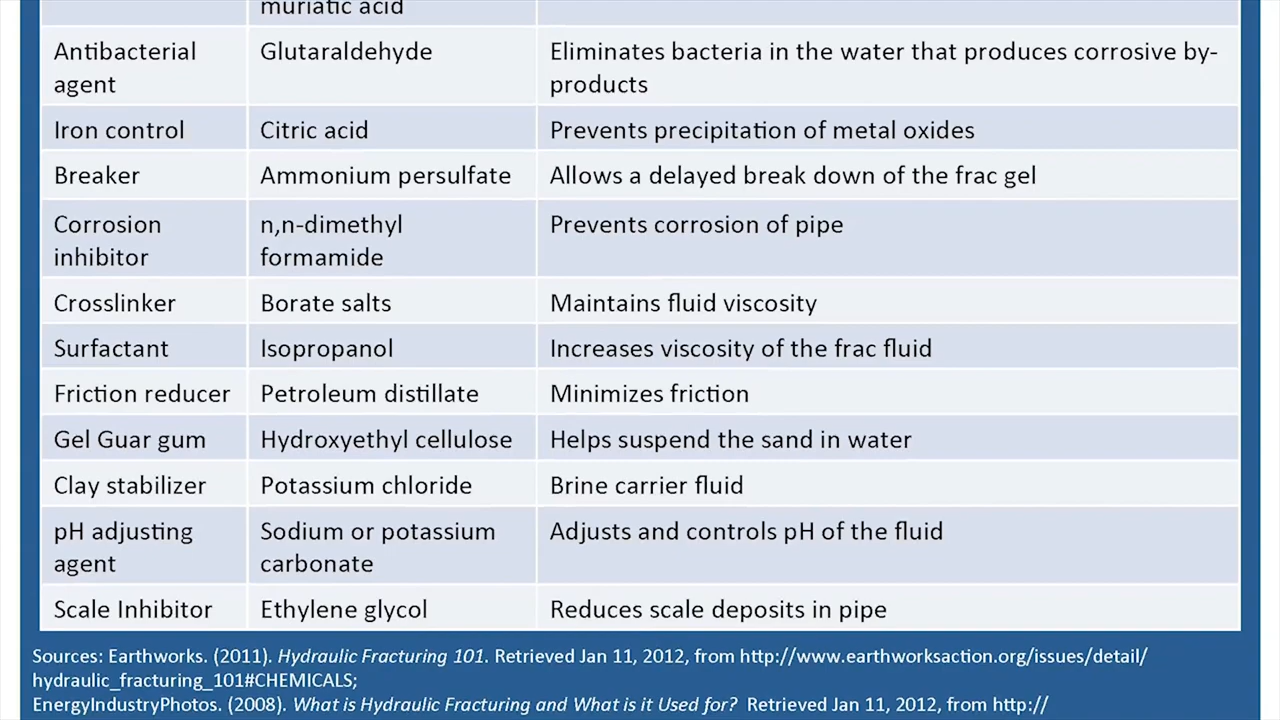 muriatic acid
Antibacterial agent Glutaraldehyde Eliminates bacteria in the water that produces corrosive by-products
Iron control Citric acid Prevents precipitation of metal oxides
Breaker Ammonium persulfate Allows a delayed break down of the frac gel
Corrosion inhibitor n,n-dimethyl formamide Prevents corrosion of pipe
Crosslinker Borate salts Maintains fluid viscosity
Surfactant Isopropanol Increases viscosity of the frac fluid
Friction reducer Petroleum distillate Minimizes friction
Gel Guar gum Hydroxyethyl cellulose Helps suspend the sand in water
Clay stabilizer Potassium chloride Brine carrier fluid
pH adjusting agent Sodium or potassium carbonate Adjusts and controls pH of the fluid
Scale Inhibitor Ethylene glycol Reduces scale deposits in pipe
Sources: Earthworks. (2011). Hydraulic Fracturing 101. Retrieved Jan 11, 2012, from http://www.earthworksaction.org/issues/detail/
hydraulic_fracturing_101#CHEMICALS;
EnergyIndustryPhotos. (2008). What is Hydraulic Fracturing and What is it Used for? Retrieved Jan 11, 2012, from http://